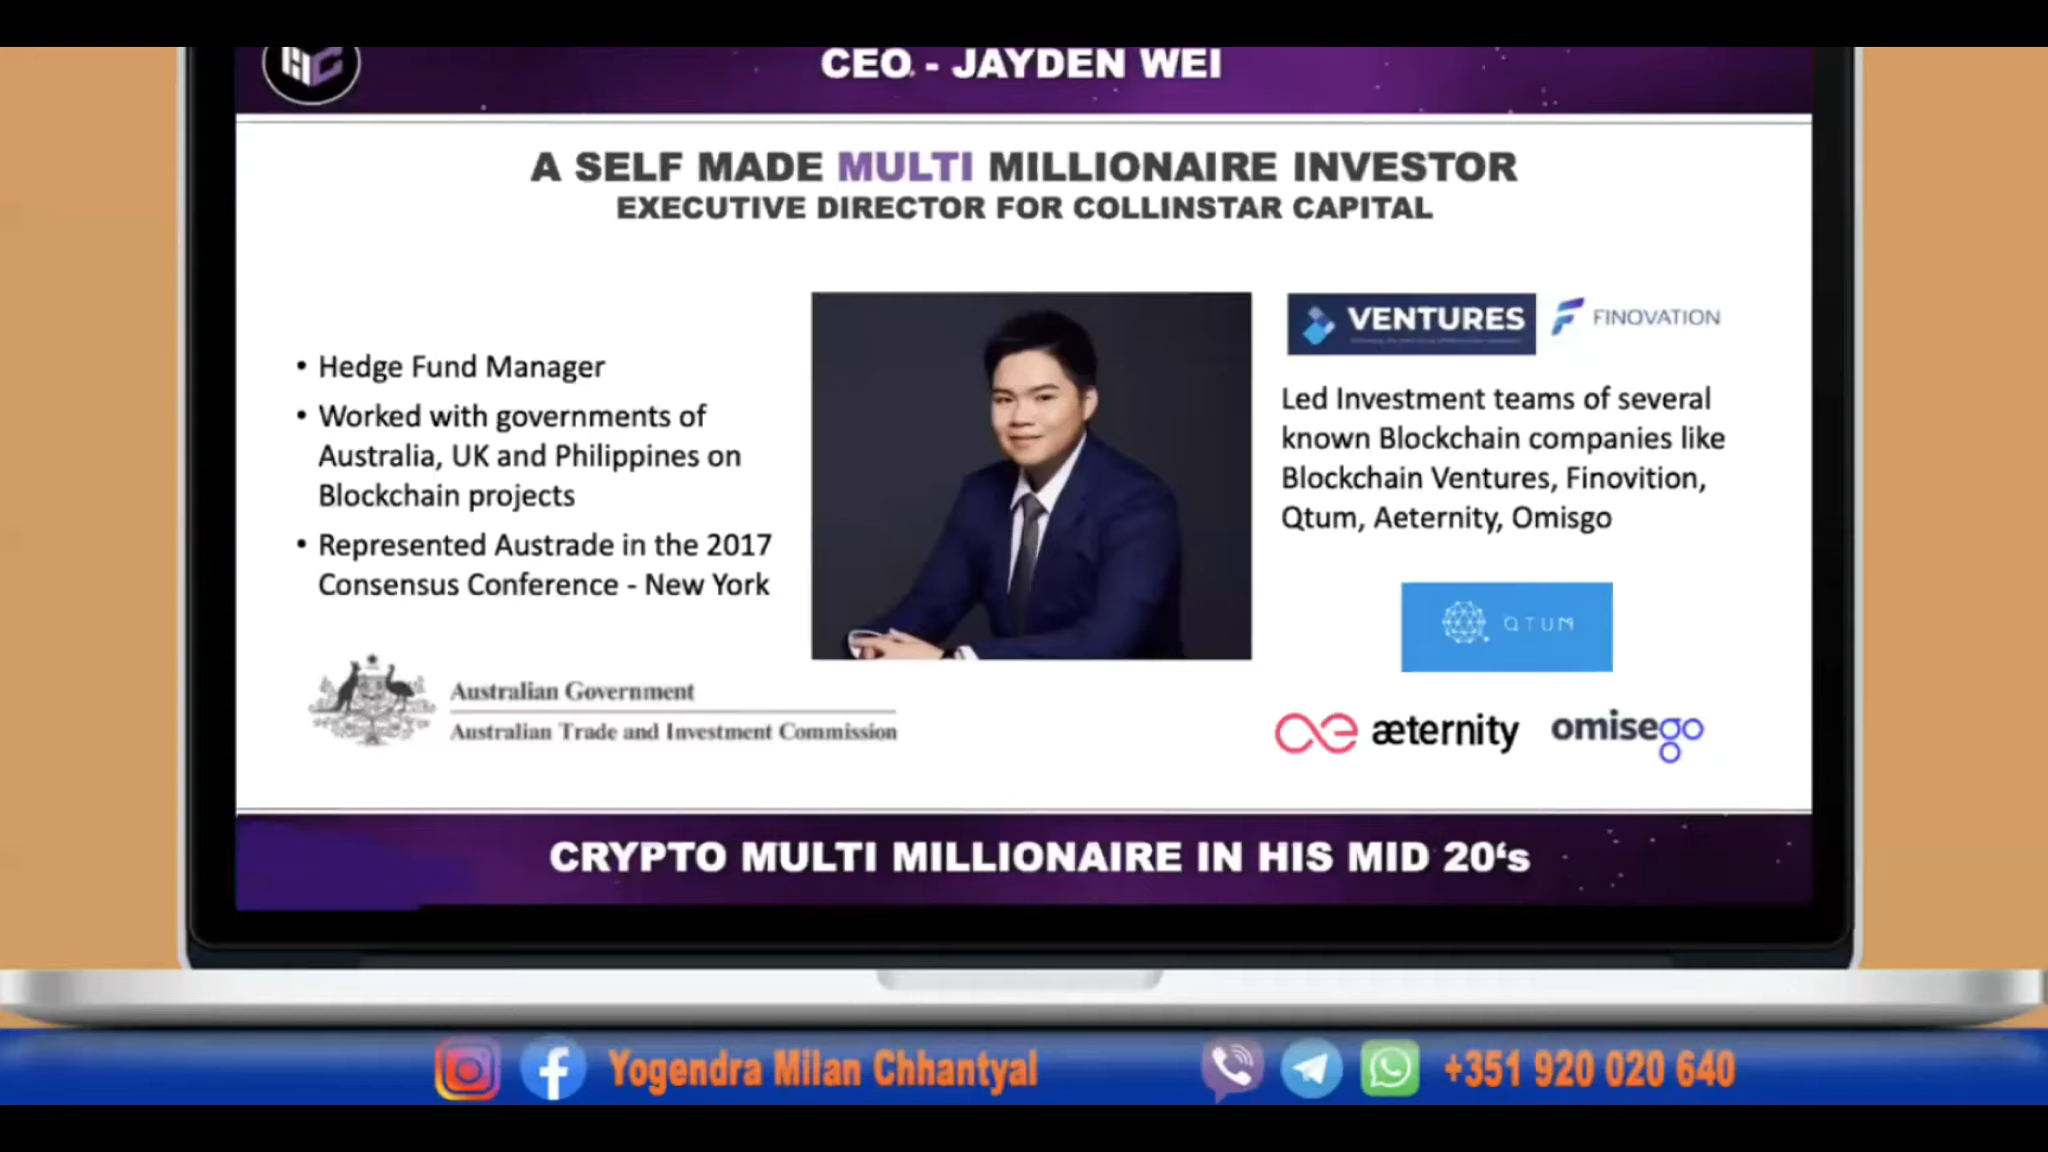 CEO - JAYDEN WEI
A SELF MADE MULTI MILLIONAIRE INVESTOR
EXECUTIVE DIRECTOR FOR COLLINSTAR CAPITAL
• Hedge Fund Manager
• Worked with governments of
Australia, UK and Philippines on
Blockchain projects
• Represented Austrade in the 2017
Consensus Conference - New York
Australian Government
Australian Trade and Investment Commission
VENTURES
FINOVATION
Led Investment teams of several
known Blockchain companies like
Blockchain Ventures, Finovition,
Qtum, Aeternity, Omisgo
QTUM
æternity
omisego
CRYPTO MULTI MILLIONAIRE IN HIS MID 20‘s
Yogendra Milan Chhantyal
+351 920 020 640